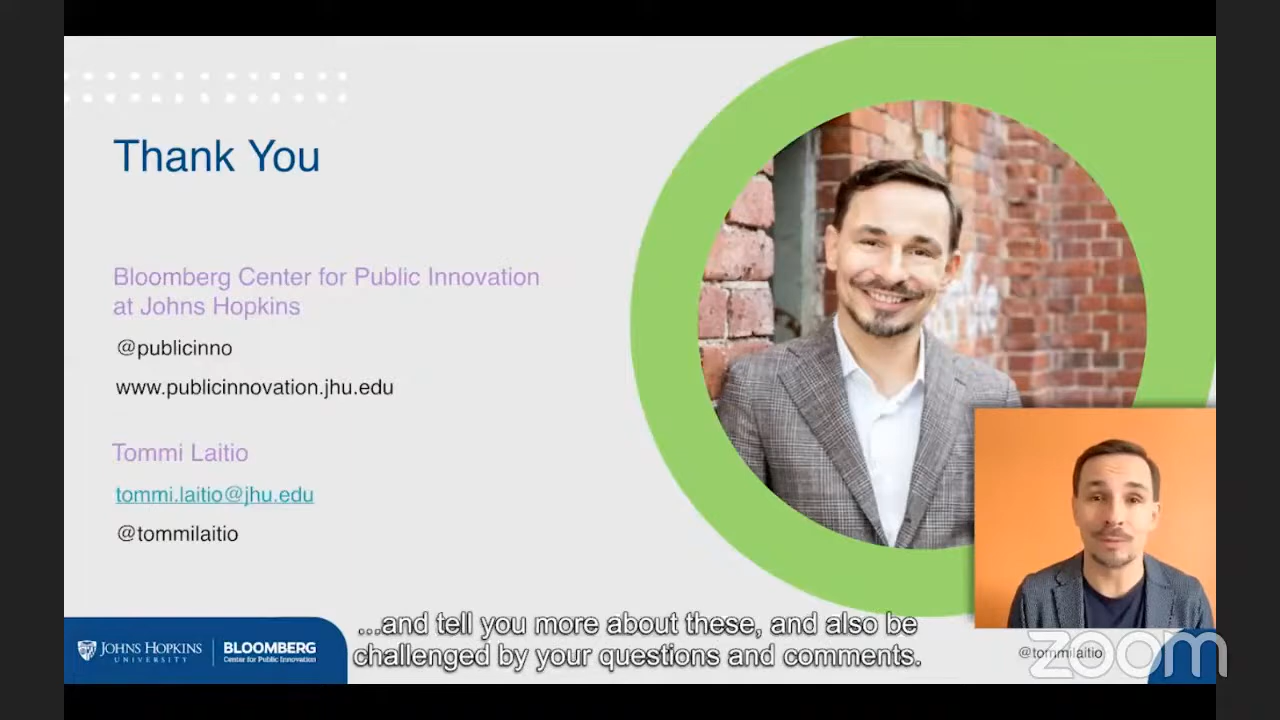 Thank You
Bloomberg Center for Public Innovation
at Johns Hopkins
@publicinno
www.publicinnovation.jhu.edu
Tommi Laitio
tommi.laitio@jhu.edu
@tommilaitio
...and tell you more about these, and also be
challenged by your questions and comments.
JOHNS HOPKINS
UNIVERSITY
BLOOMBERG
Center for Public Innovation
@tommilaitio
zoom